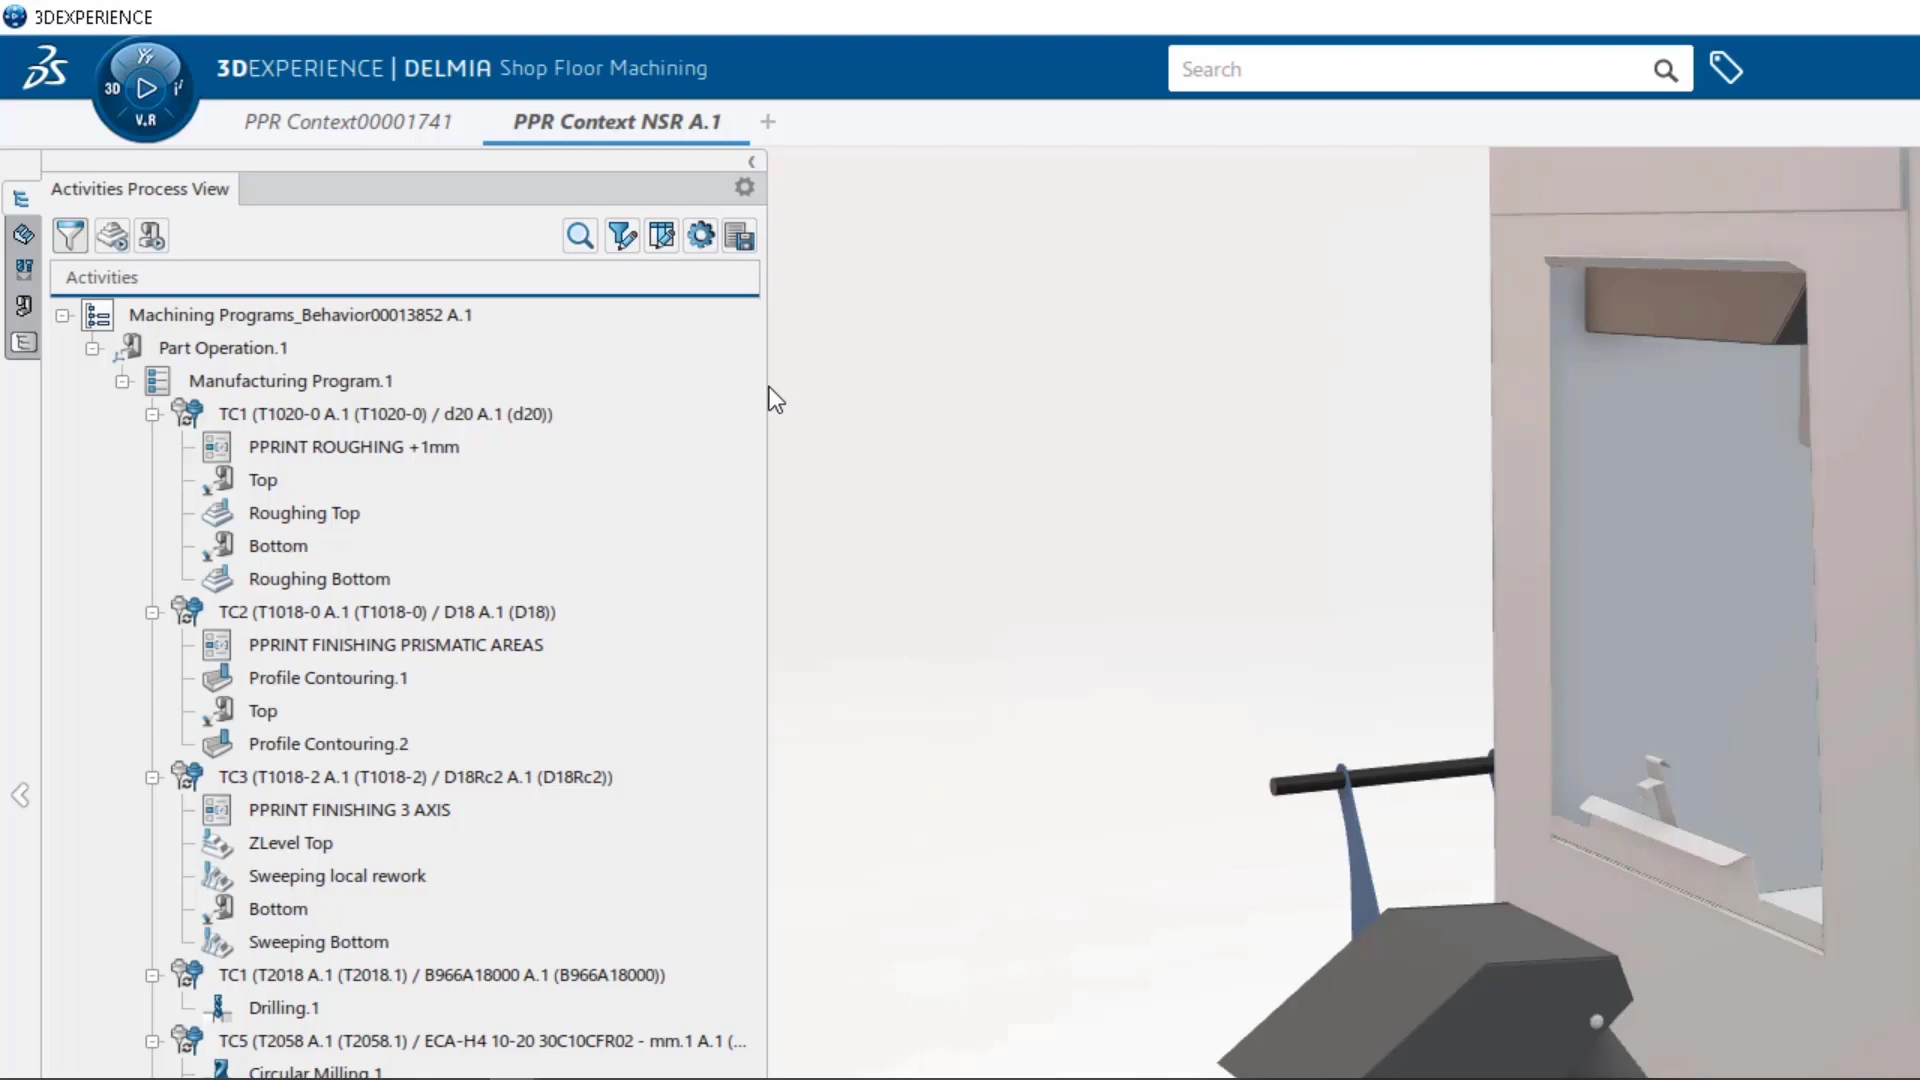 3DEXPERIENCE
3DEXPERIENCE | DELMIA Shop Floor Machining
Search
3D
V.R
PPR Context00001741
PPR Context NSR A.1
Activities Process View
Activities
Machining Programs_Behavior00013852 A.1
Part Operation.1
Manufacturing Program.1
TC1 (T1020-0 A.1 (T1020-0) / d20 A.1 (d20))
PPRINT ROUGHING +1mm
Top
Roughing Top
Bottom
Roughing Bottom
TC2 (T1018-0 A.1 (T1018-0) / D18 A.1 (D18))
PPRINT FINISHING PRISMATIC AREAS
Profile Contouring.1
Top
Profile Contouring.2
TC3 (T1018-2 A.1 (T1018-2) / D18Rc2 A.1 (D18Rc2))
PPRINT FINISHING 3 AXIS
ZLevel Top
Sweeping local rework
Bottom
Sweeping Bottom
TC1 (T2018 A.1 (T2018.1) / B966A18000 A.1 (B966A18000))
Drilling.1
TC5 (T2058 A.1 (T2058.1) / ECA-H4 10-20 30C10CFR02 - mm.1 A.1 (...
Circular Milling.1